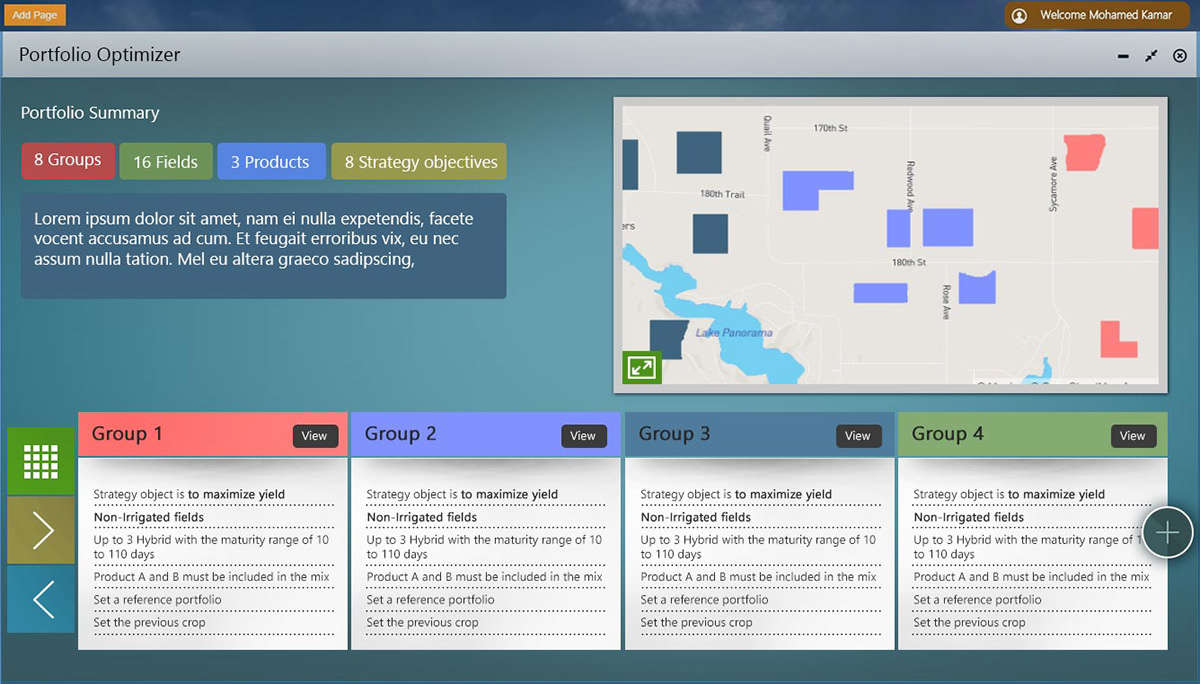 Add Page
Welcome Mohamed Kamar
Portfolio Optimizer
Portfolio Summary
8 Groups
16 Fields
3 Products
8 Strategy objectives
Lorem ipsum dolor sit amet, nam ei nulla expetendis, facete
vocent accusamus ad cum. Et feugait erroribus vix, eu nec
assum nulla tation. Mel eu altera graeco sadipscing,
Quail Ave
170th St
180th Trail
Redwood Ave
Sycamore Ave
ers
180th St
Rose Ave
Lake Panorama
Group 1
View
Strategy object is to maximize yield
Non-Irrigated fields
Up to 3 Hybrid with the maturity range of 10
to 110 days
Product A and B must be included in the mix
Set a reference portfolio
Set the previous crop
Group 2
View
Strategy object is to maximize yield
Non-Irrigated fields
Up to 3 Hybrid with the maturity range of 10
to 110 days
Product A and B must be included in the mix
Set a reference portfolio
Set the previous crop
Group 3
View
Strategy object is to maximize yield
Non-Irrigated fields
Up to 3 Hybrid with the maturity range of 10
to 110 days
Product A and B must be included in the mix
Set a reference portfolio
Set the previous crop
Group 4
View
Strategy object is to maximize yield
Non-Irrigated fields
Up to 3 Hybrid with the maturity range of
to 110 days
Product A and B must be included in the mix
Set a reference portfolio
Set the previous crop